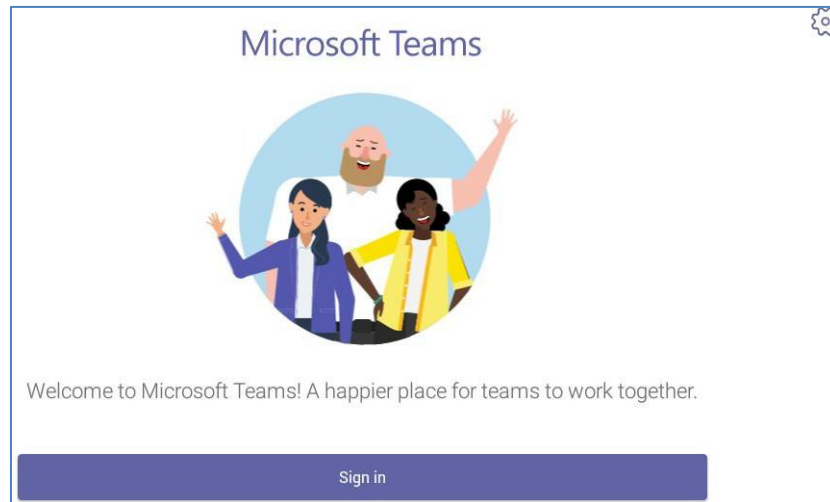 Microsoft Teams
Welcome to Microsoft Teams! A happier place for teams to work together.
Sign in